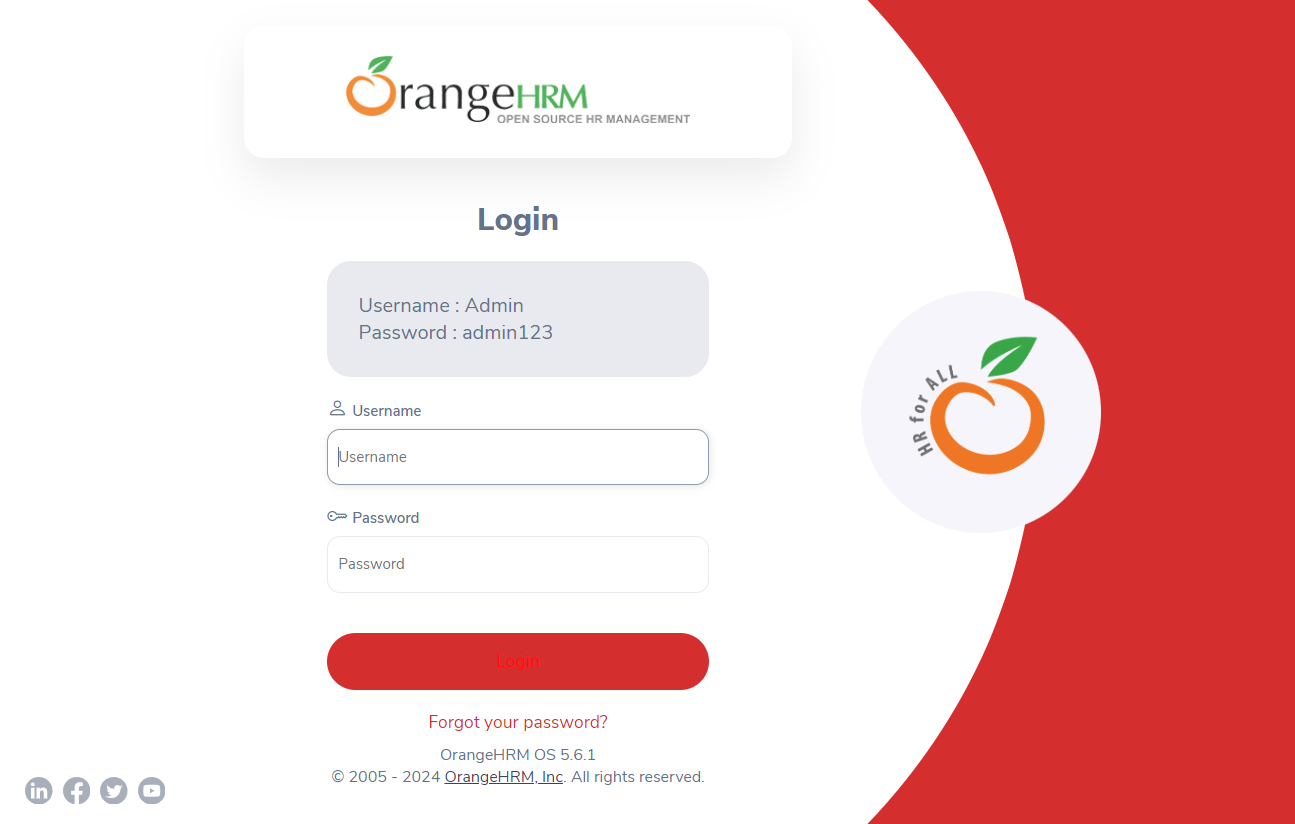 OrangeHRM
OPEN SOURCE HR MANAGEMENT
Login
Username : Admin
Password : admin123
Username
Username
Password
Password
Login
Forgot your password?
OrangeHRM OS 5.6.1
© 2005 - 2024 OrangeHRM, Inc. All rights reserved.
HR for ALL
in